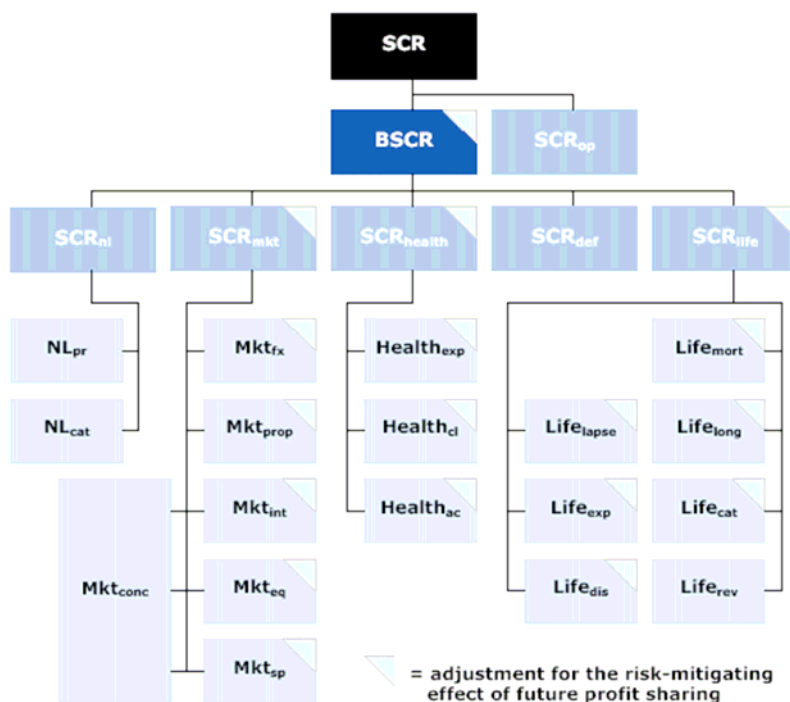 SCR
BSCR SCRop
SCRnl SCRmkt SCRhealth SCRdef SCRlife
NLpr Mktfx Healthexp Lifemort
NLcat Mktprop Healthcl Lifelapse Lifelong
Mktconc Mktint Healthac Lifeexp Lifecat
Mkteq Lifedis Liferev
Mktsp
= adjustment for the risk-mitigating
effect of future profit sharing